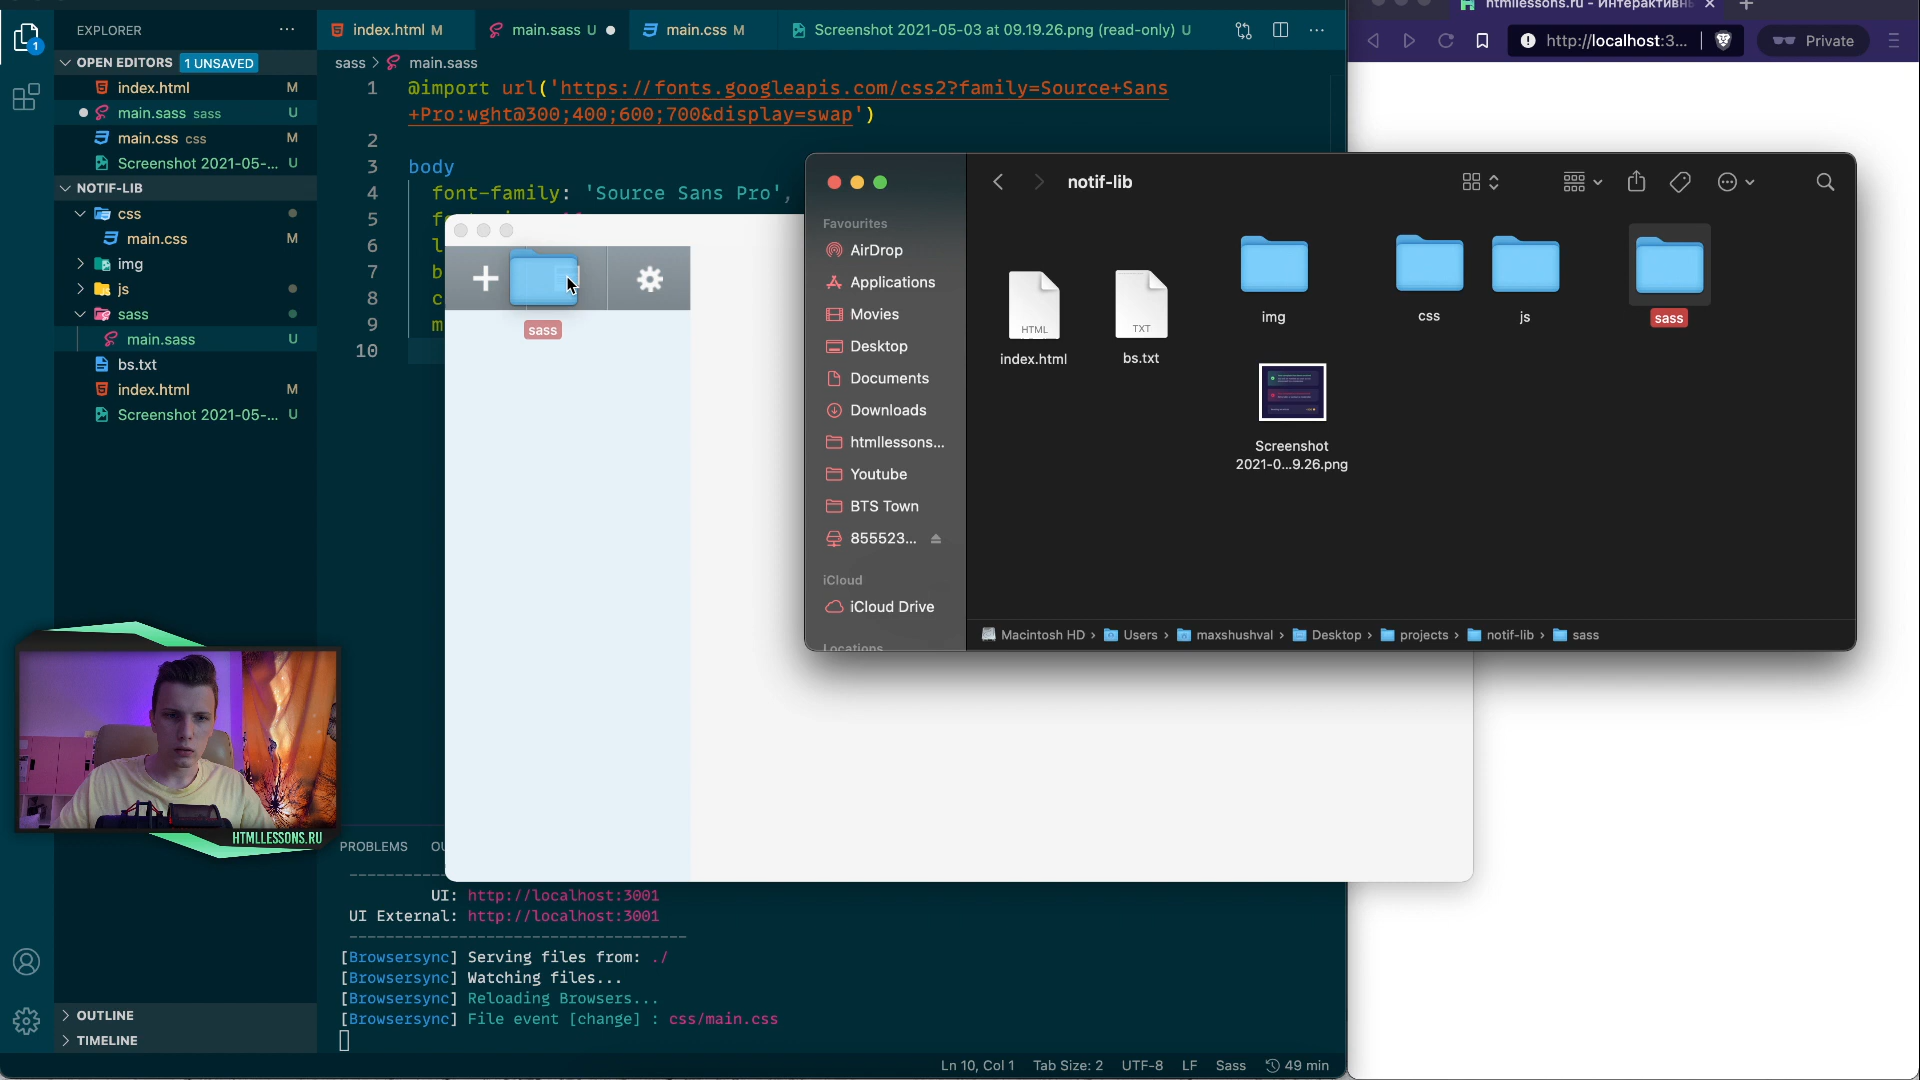 EXPLORER
OPEN EDITORS 1 UNSAVED
index.html M
main.sass sass U
main.css css M
Screenshot 2021-05-... U
NOTIF-LIB
css
main.css M
img
js
sass
main.sass U
bs.txt
index.html M
Screenshot 2021-05-... U
OUTLINE
TIMELINE
index.html M
main.sass U
main.css M
Screenshot 2021-05-03 at 09.19.26.png (read-only) U
sass > main.sass
1 @import url('https://fonts.googleapis.com/css2?family=Source+Sans
+Pro:wght@300;400;600;700&display=swap')
2
3 body
4 font-family: 'Source Sans Pro',
5
6 l
7 b
8 c
9 m
10
sass
notif-lib
Favourites
AirDrop
Applications
Movies
Desktop
Documents
Downloads
htmllessons...
Youtube
BTS Town
855523...
iCloud
iCloud Drive
Locations
HTML
index.html
TXT
bs.txt
img
css
js
sass
Screenshot
2021-0...9.26.png
Macintosh HD > Users > maxshushval > Desktop > projects > notif-lib > sass
HTMLLESSONS.RU
PROBLEMS
UI: http://localhost:3001
UI External: http://localhost:3001
[Browsersync] Serving files from: ./
[Browsersync] Watching files...
[Browsersync] Reloading Browsers...
[Browsersync] File event [change] : css/main.css
Ln 10, Col 1 Tab Size: 2 UTF-8 LF Sass 49 min
htmllessons.ru - Интерактивн
http://localhost:3...
Private
1